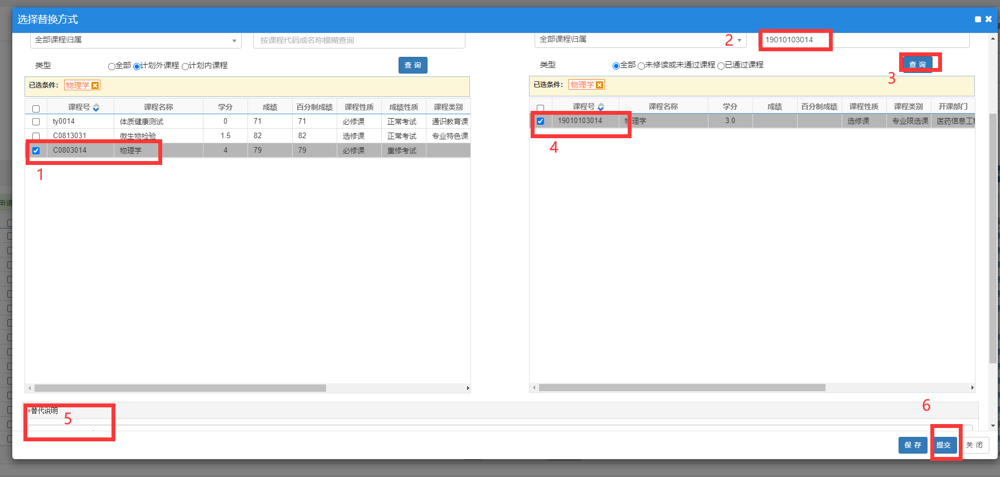 选择替换方式
全部课程归属
按课程代码或名称模糊查询
类型
全部 计划外课程 计划内课程
查 询
已选条件: 物理学
课程号 课程名称 学分 成绩 百分制成绩 课程性质 成绩性质 课程类别
ty0014 体质健康测试 0 71 71 必修课 正常考试 通识教育课
C0813031 微生物检验 1.5 82 82 选修课 正常考试 专业特色课
C0803014 物理学 4 79 79 必修课 重修考试
1
全部课程归属
2
19010103014
类型
全部 未修读或未通过课程 已通过课程
查 询
3
已选条件: 物理学
课程号 课程名称 学分 成绩 百分制成绩 课程性质 课程类别 开课部门
19010103014 物理学 3.0 选修课 专业限选课 医药信息工
4
*替代说明
5
6
保 存
提交
关 闭
申请